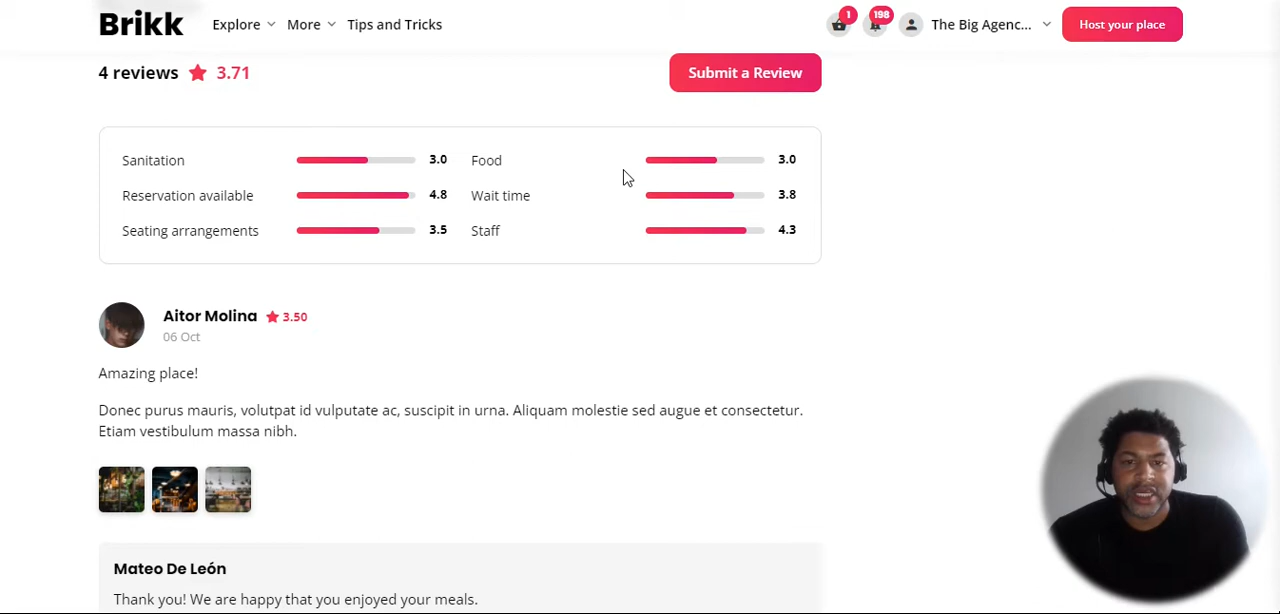 Brikk
Explore More Tips and Tricks
1
198
The Big Agenc...
Host your place
4 reviews 3.71
Submit a Review
Sanitation 3.0 Food 3.0
Reservation available 4.8 Wait time 3.8
Seating arrangements 3.5 Staff 4.3
Aitor Molina 3.50
06 Oct
Amazing place!
Donec purus mauris, volutpat id vulputate ac, suscipit in urna. Aliquam molestie sed augue et consectetur.
Etiam vestibulum massa nibh.
Mateo De León
Thank you! We are happy that you enjoyed your meals.